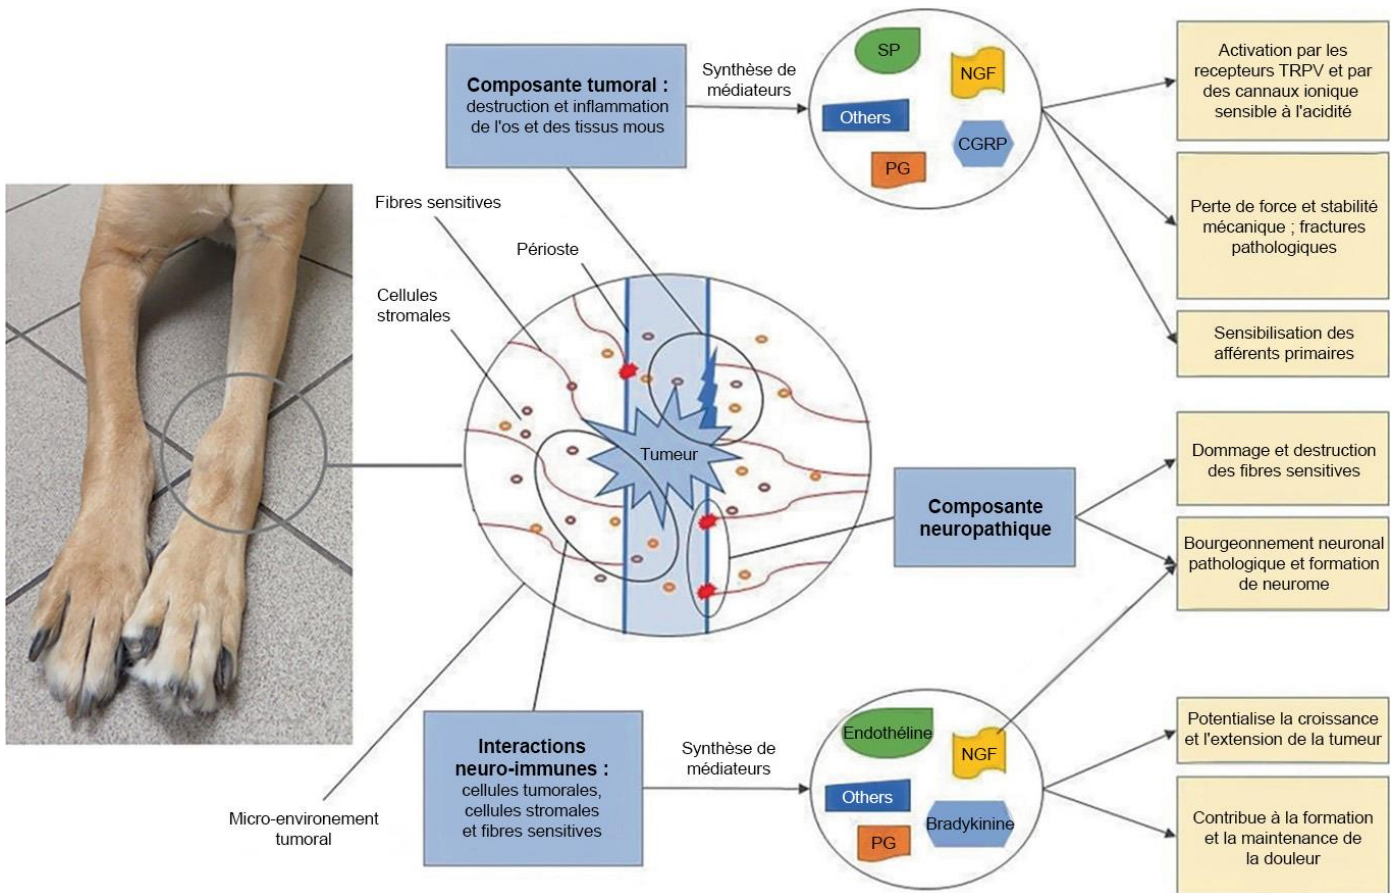 Composante tumoral :
destruction et inflammation
de l'os et des tissus mous
Synthèse de
médiateurs
SP
NGF
Others
CGRP
PG
Activation par les
recepteurs TRPV et par
des cannaux ionique
sensible à l'acidité
Perte de force et stabilité
mécanique ; fractures
pathologiques
Sensibilisation des
afférents primaires
Fibres sensitives
Périoste
Cellules
stromales
Tumeur
Composante
neuropathique
Dommage et destruction
des fibres sensitives
Bourgeonnement neuronal
pathologique et formation
de neurome
Micro-environement
tumoral
Interactions
neuro-immunes :
cellules tumorales,
cellules stromales
et fibres sensitives
Synthèse de
médiateurs
Endothéline
NGF
Others
Bradykinine
PG
Potentialise la croissance
et l'extension de la tumeur
Contribue à la formation
et la maintenance de
la douleur